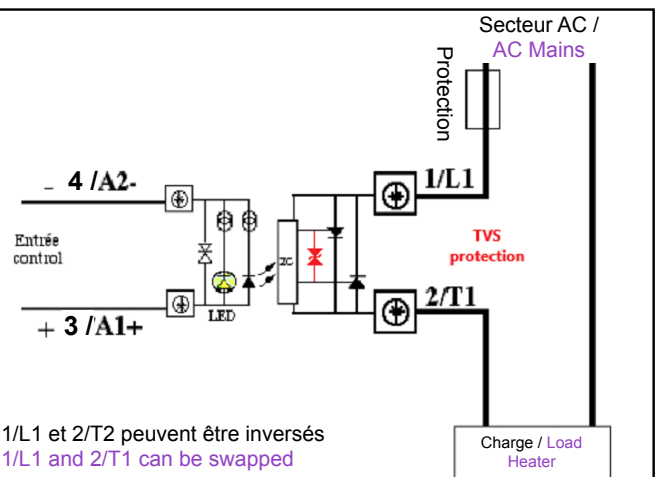 Secteur AC /
AC Mains
Protection
_ 4 /A2-
1/L1
Entrée
control
ZC
TVS
protection
LED
+ 3 /A1+
2/T1
1/L1 et 2/T2 peuvent être inversés
1/L1 and 2/T1 can be swapped
Charge / Load
Heater